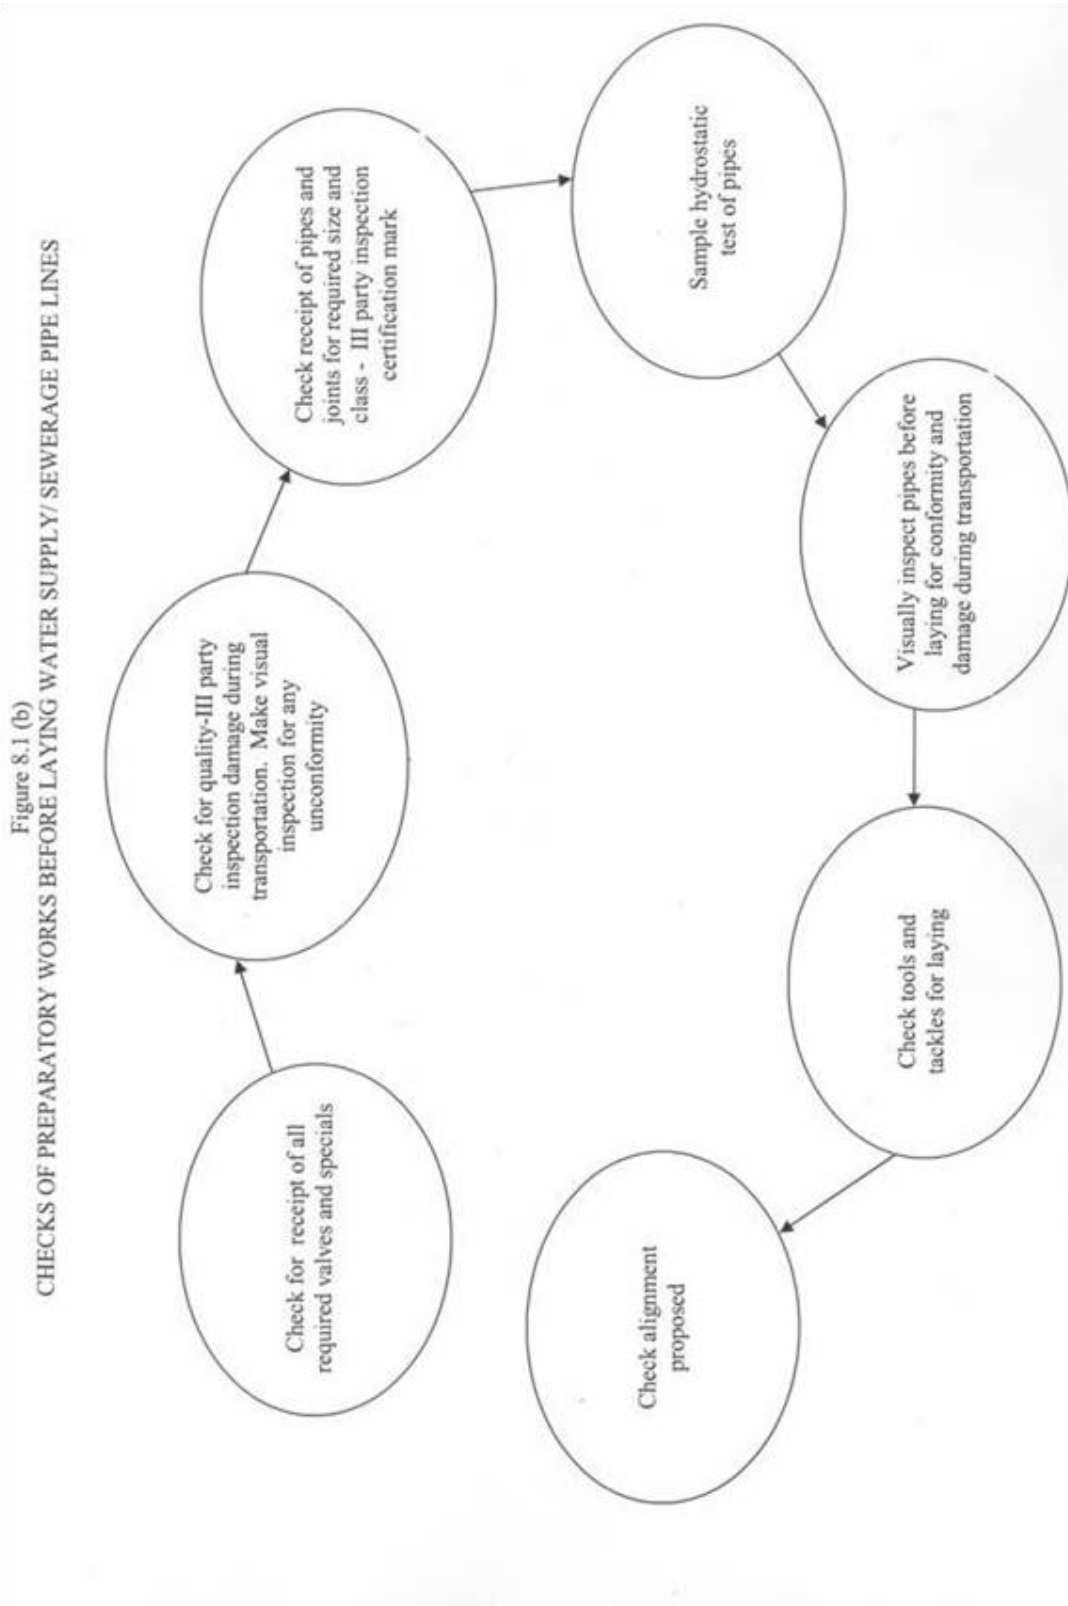 Figure 8.1 (b)
CHECKS OF PREPARATORY WORKS BEFORE LAYING WATER SUPPLY/ SEWERAGE PIPE LINES
Check for receipt of all
required valves and specials
Check for quality-III party
inspection damage during
transportation. Make visual
inspection for any
unconformity
Check receipt of pipes and
joints for required size and
class - III party inspection
certification mark
Sample hydrostatic
test of pipes
Visually inspect pipes before
laying for conformity and
damage during transportation
Check tools and
tackles for laying
Check alignment
proposed